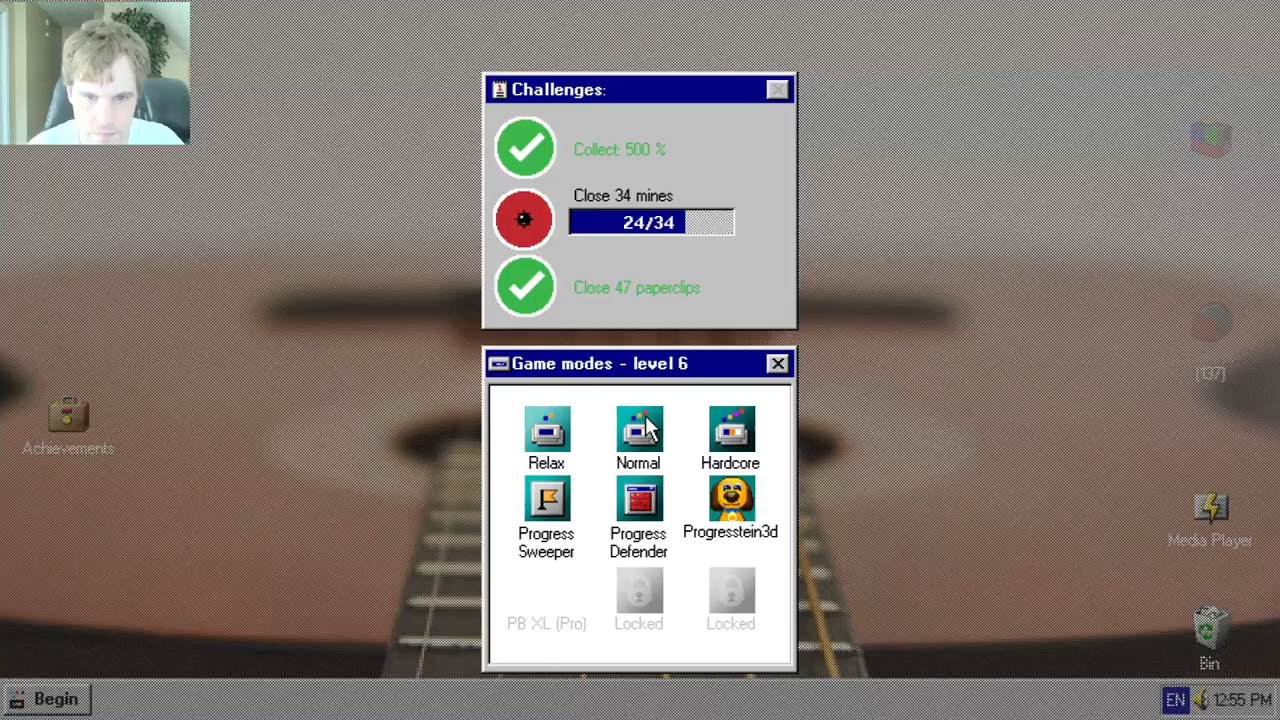 Challenges:
Collect: 500 %
Close 34 mines
24/34
Close 47 paperclips
Game modes - level 6
Relax
Normal
Hardcore
Progress
Sweeper
Progress
Defender
Progresstein3d
PB XL (Pro)
Locked
Locked
Achievements
(37)
Media Player
Bin
Begin
EN
12:55 PM